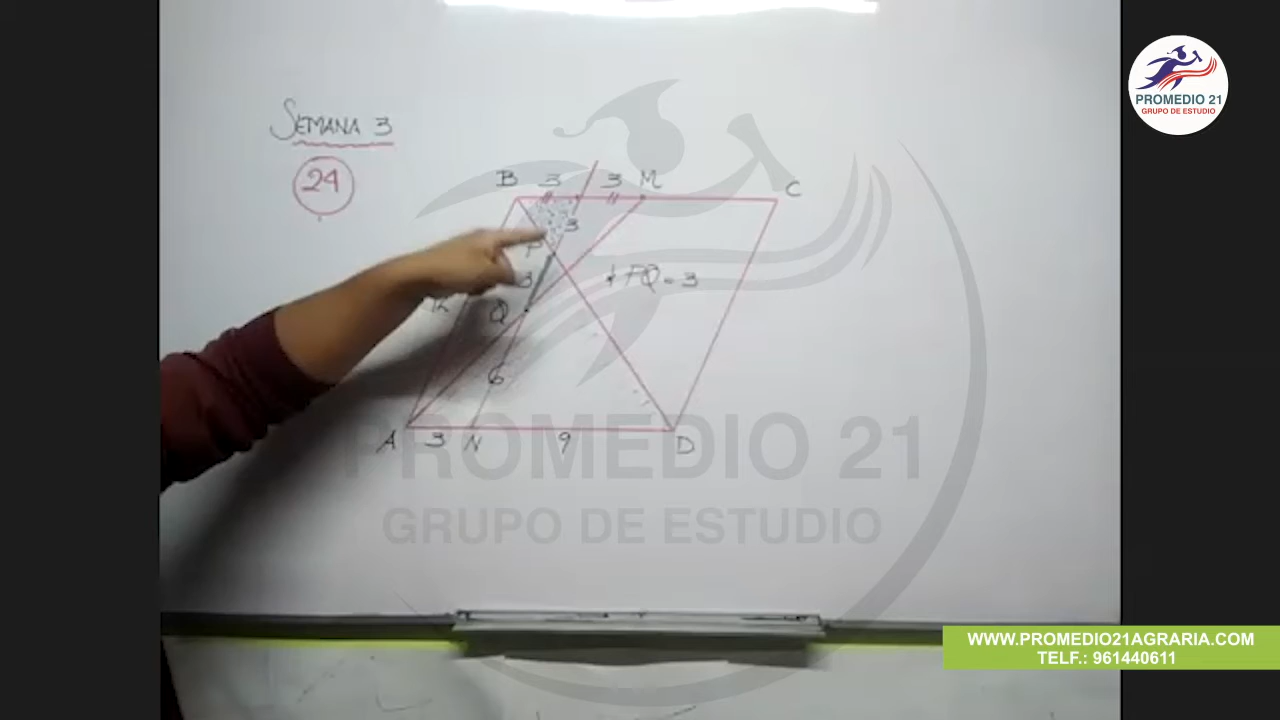 SEMANA 3
24
B 3 3 M C
3
P
3 ∴ PQ = 3
Q
6
A 3 N 9 D
PROMEDIO 21
GRUPO DE ESTUDIO
PROMEDIO 21
GRUPO DE ESTUDIO
WWW.PROMEDIO21AGRARIA.COM
TELF.: 961440611